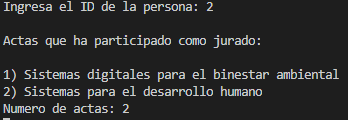 Ingresa el ID de la persona: 2
Actas que ha participado como jurado:
1) Sistemas digitales para el binestar ambiental
2) Sistemas para el desarrollo humano
Numero de actas: 2